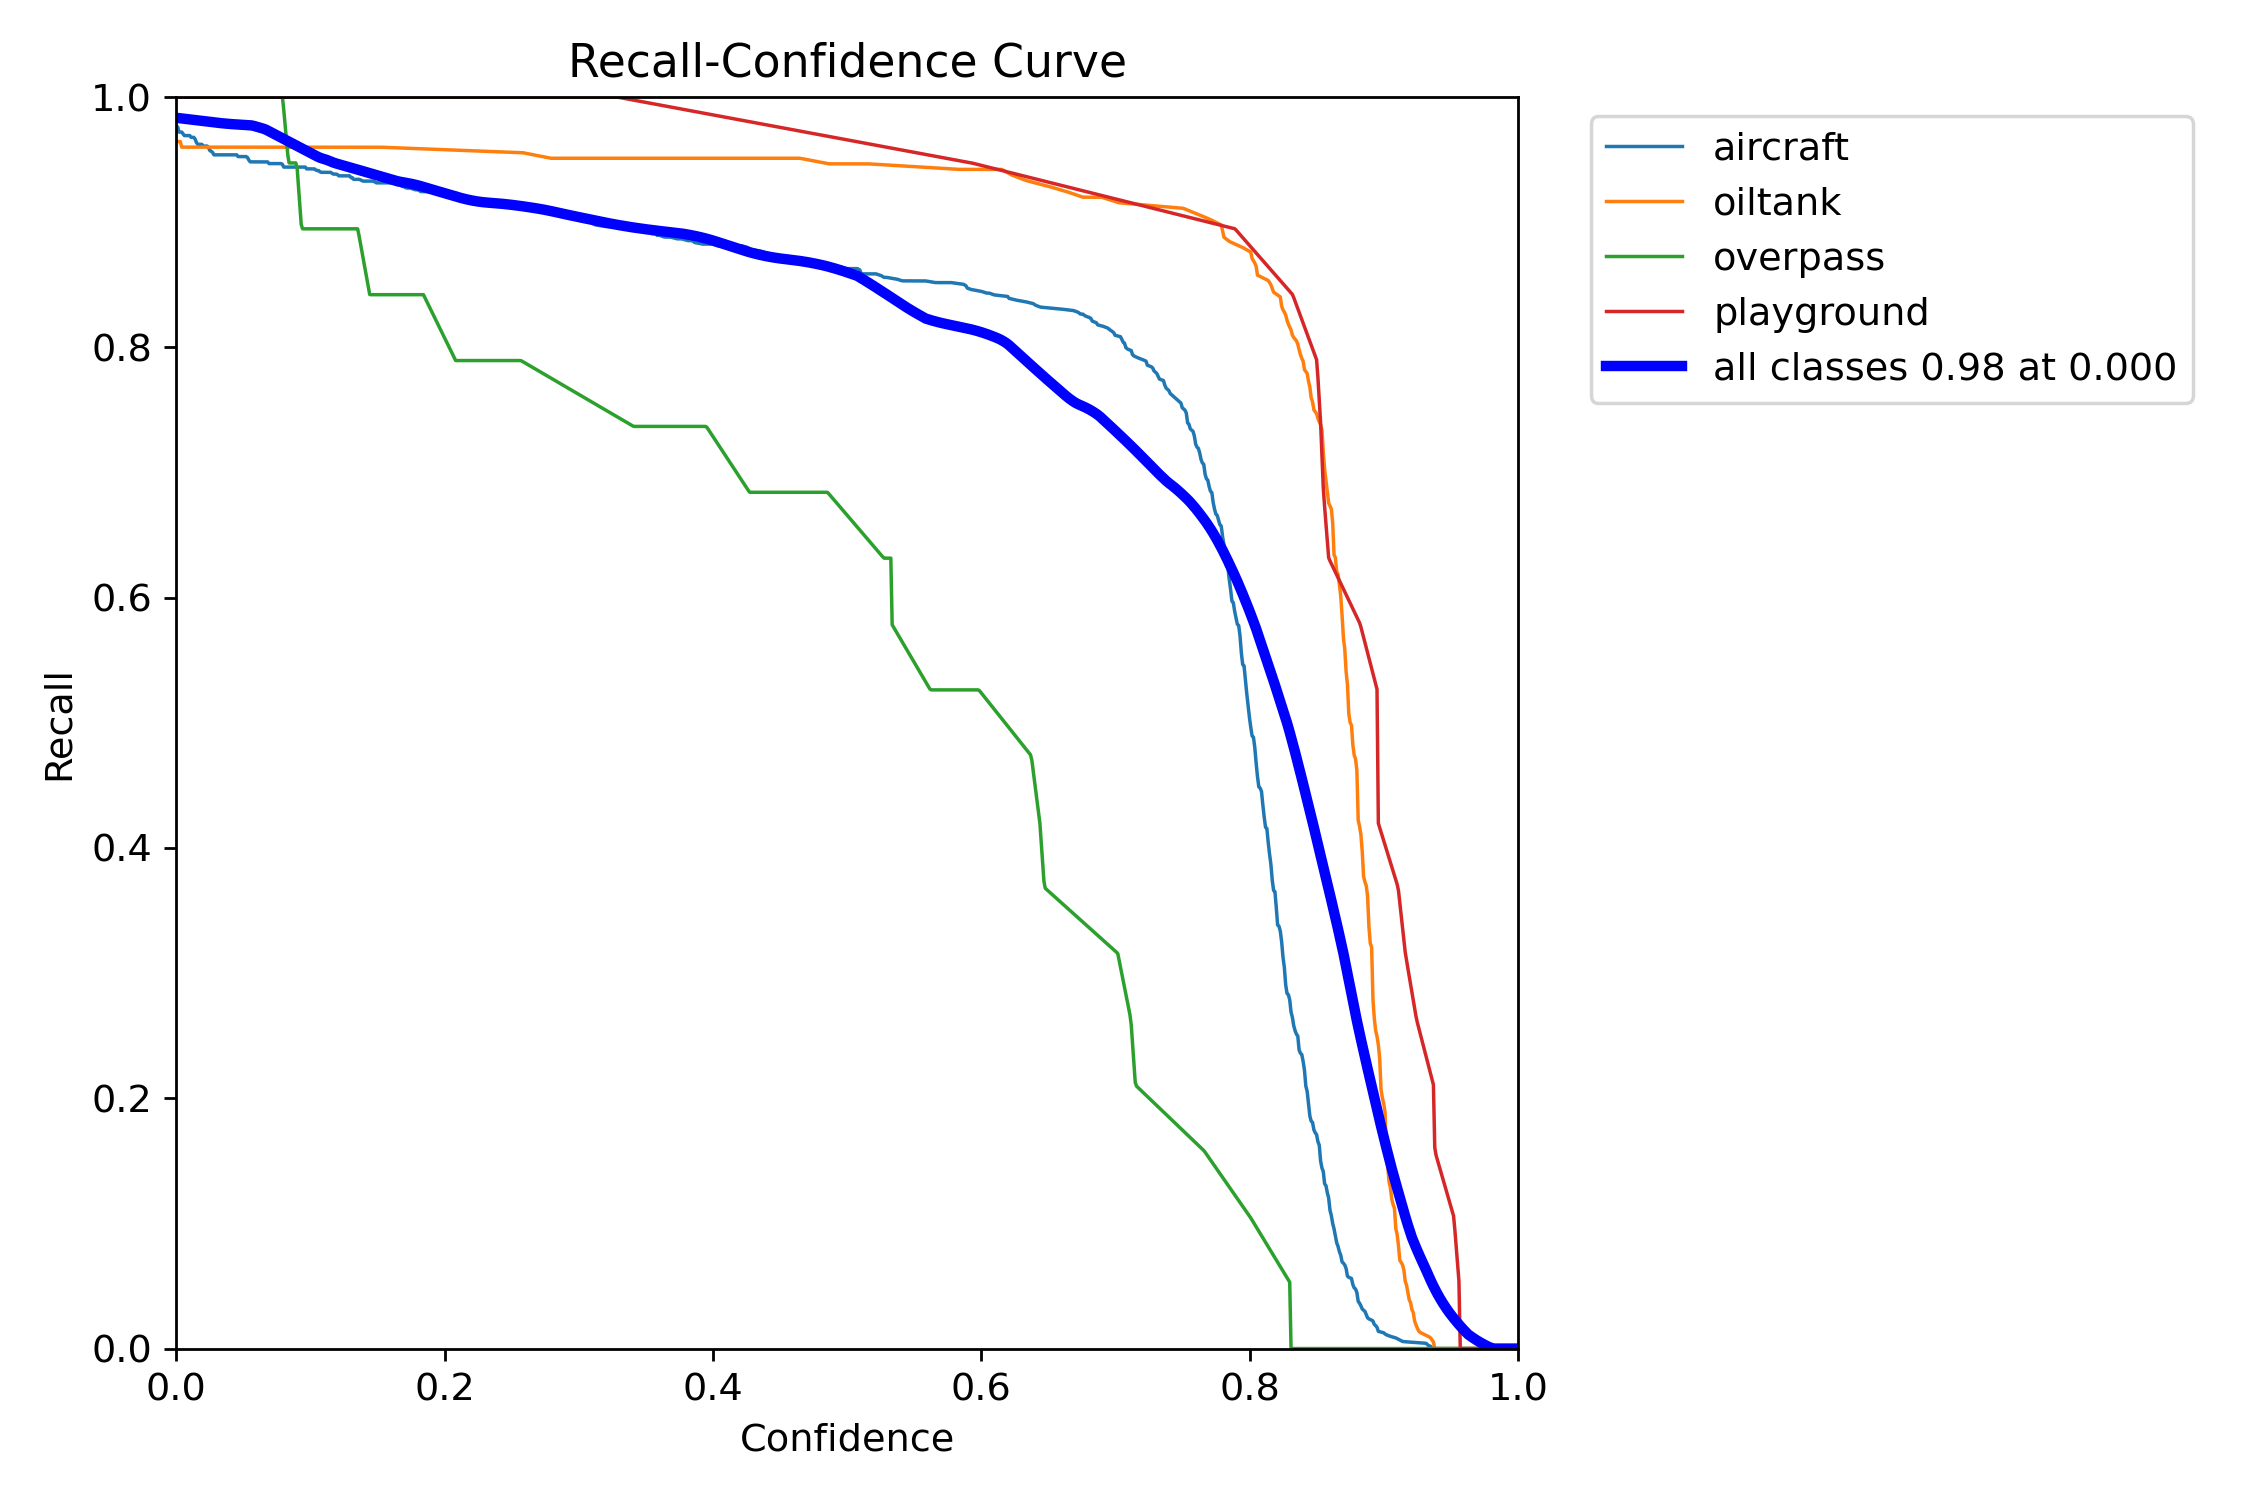 Recall-Confidence Curve
1.0
0.8
0.6
0.4
0.2
0.0
Recall
0.0 0.2 0.4 0.6 0.8 1.0
Confidence
aircraft
oiltank
overpass
playground
all classes 0.98 at 0.000